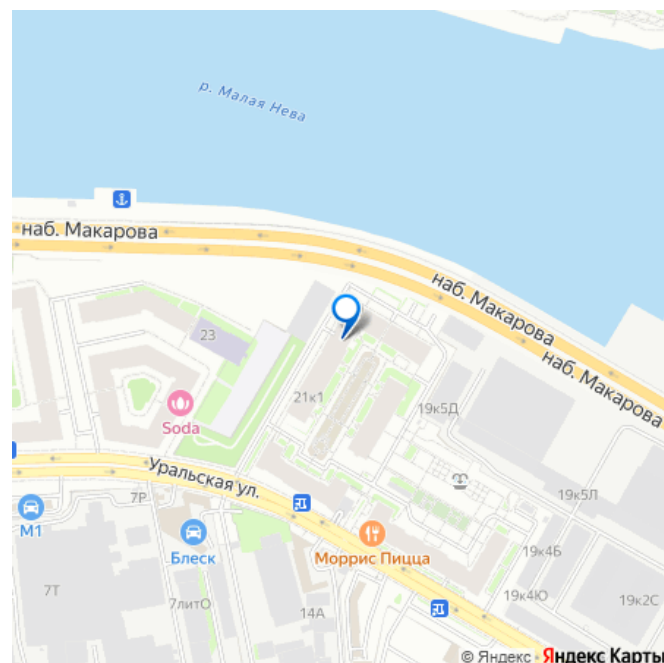 р. Малая Нева
наб. Макарова
наб. Макарова
наб. Макарова
23
21к1
Soda
19к5Д
Уральская ул.
7Р
М1
Блеск
Моррис Пицца
19к5Л
19к4Б
7Т
7литО
14А
19к4Ю
19к2С
© Яндекс Яндекс Карты